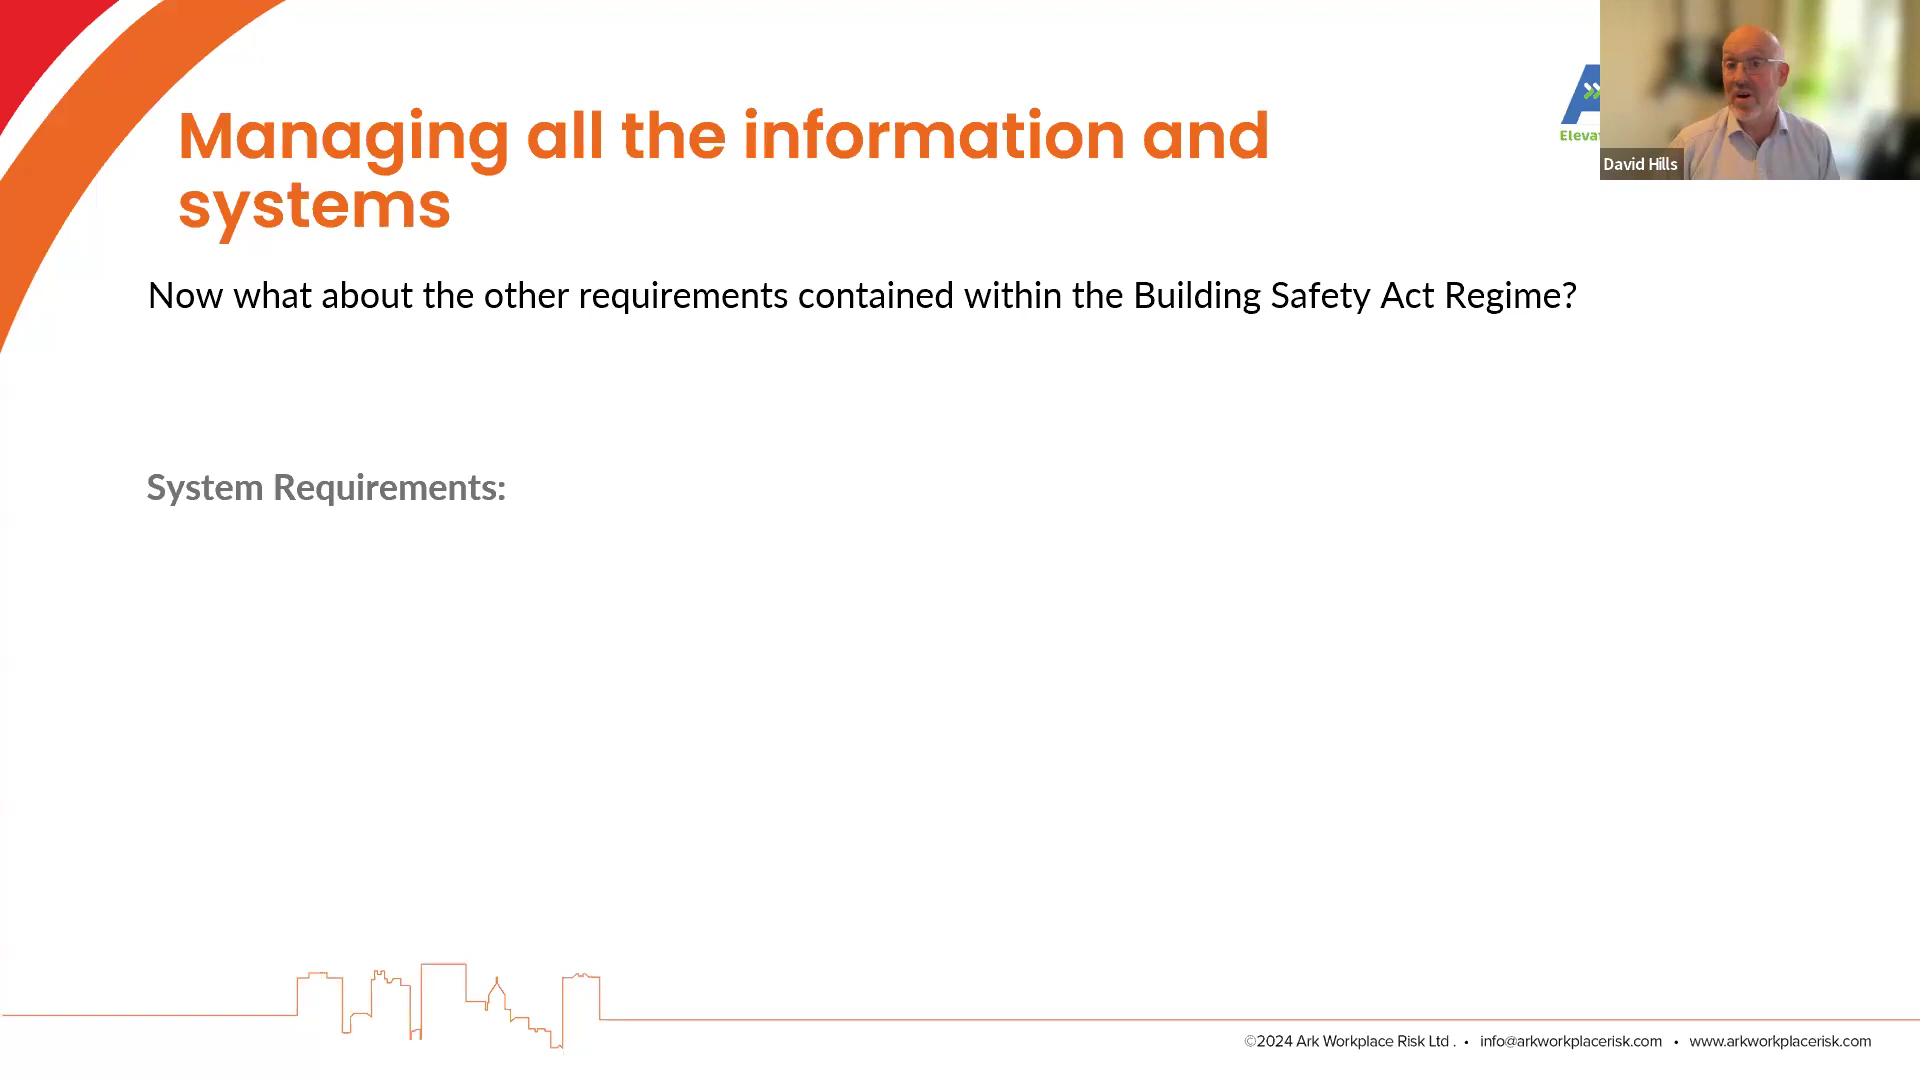 Managing all the information and
systems
Elevat
David Hills
Now what about the other requirements contained within the Building Safety Act Regime?
System Requirements:
©2024 Ark Workplace Risk Ltd . • info@arkworkplacerisk.com • www.arkworkplacerisk.com